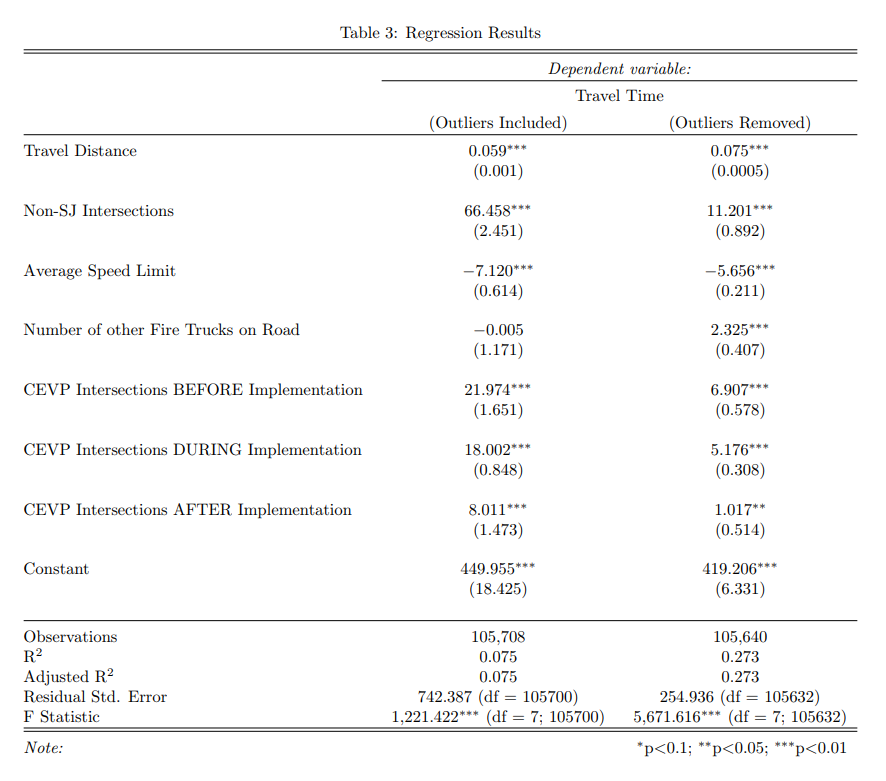 Table 3: Regression Results
Dependent variable:
Travel Time
(Outliers Included) (Outliers Removed)
Travel Distance 0.059*** 0.075***
(0.001) (0.0005)
Non-SJ Intersections 66.458*** 11.201***
(2.451) (0.892)
Average Speed Limit −7.120*** −5.656***
(0.614) (0.211)
Number of other Fire Trucks on Road −0.005 2.325***
(1.171) (0.407)
CEVP Intersections BEFORE Implementation 21.974*** 6.907***
(1.651) (0.578)
CEVP Intersections DURING Implementation 18.002*** 5.176***
(0.848) (0.308)
CEVP Intersections AFTER Implementation 8.011*** 1.017**
(1.473) (0.514)
Constant 449.955*** 419.206***
(18.425) (6.331)
Observations 105,708 105,640
R² 0.075 0.273
Adjusted R² 0.075 0.273
Residual Std. Error 742.387 (df = 105700) 254.936 (df = 105632)
F Statistic 1,221.422*** (df = 7; 105700) 5,671.616*** (df = 7; 105632)
Note: *p<0.1; **p<0.05; ***p<0.01